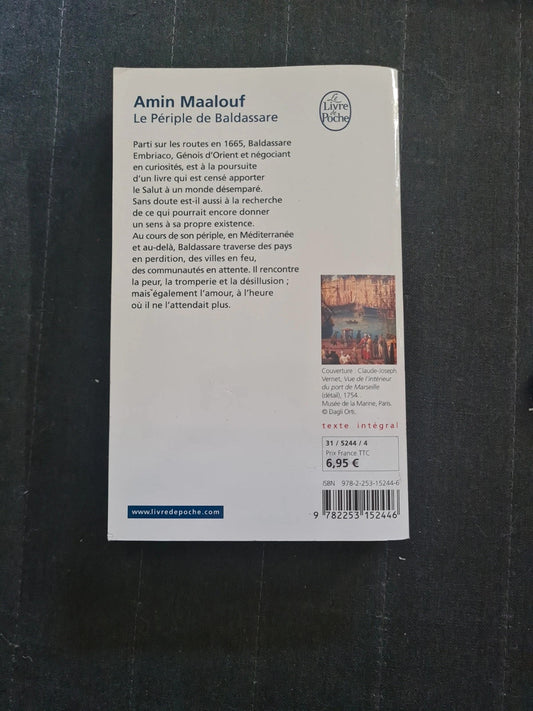 Amin Maalouf
Le Périple de Baldassare
Le
Livre
de
Poche
Parti sur les routes en 1665, Baldassare
Embriaco, Génois d'Orient et négociant
en curiosités, est à la poursuite
d'un livre qui est censé apporter
le Salut à un monde désemparé.
Sans doute est-il aussi à la recherche
de ce qui pourrait encore donner
un sens à sa propre existence.
Au cours de son périple, en Méditerranée
et au-delà, Baldassare traverse des pays
en perdition, des villes en feu,
des communautés en attente. Il rencontre
la peur, la tromperie et la désillusion ;
mais également l'amour, à l'heure
où il ne l'attendait plus.
Couverture : Claude-Joseph
Vernet, Vue de l'intérieur
du port de Marseille
(détail), 1754.
Musée de la Marine, Paris.
© Dagli Orti.
texte intégral
31 / 5244 / 4
Prix France TTC
6,95 €
ISBN 978-2-253-15244-6
9 782253 152446
www.livredepoche.com